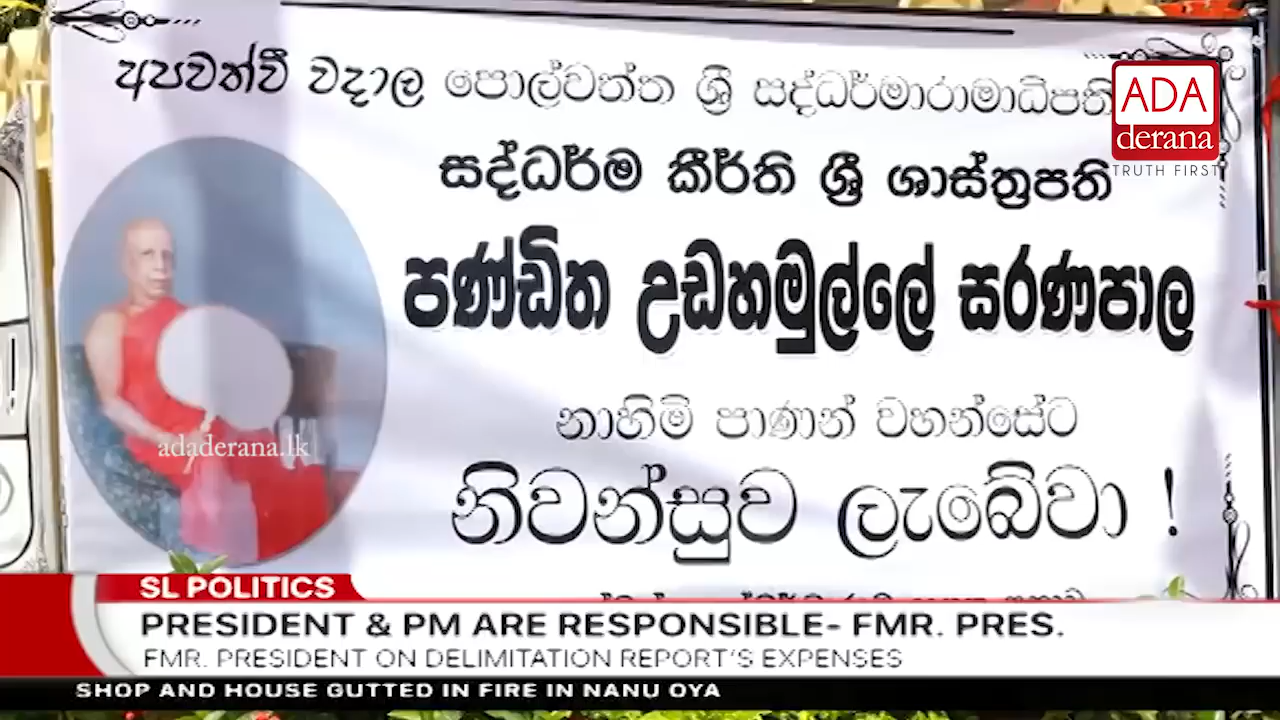 අපවත්වී වදාල පොල්වත්ත ශ්‍රී සද්ධර්මාරාමාධිපති
ADA
derana
TRUTH FIRST
සද්ධර්ම කීර්ති ශ්‍රී ශාස්ත්‍රපති
පණ්ඩිත උඩහමුල්ලේ සරණපාල
නාහිමි පාණන් වහන්සේට
adaderana.lk
නිවන්සුව ලැබේවා !
SL POLITICS
PRESIDENT & PM ARE RESPONSIBLE- FMR. PRES.
FMR. PRESIDENT ON DELIMITATION REPORT'S EXPENSES
SHOP AND HOUSE GUTTED IN FIRE IN NANU OYA